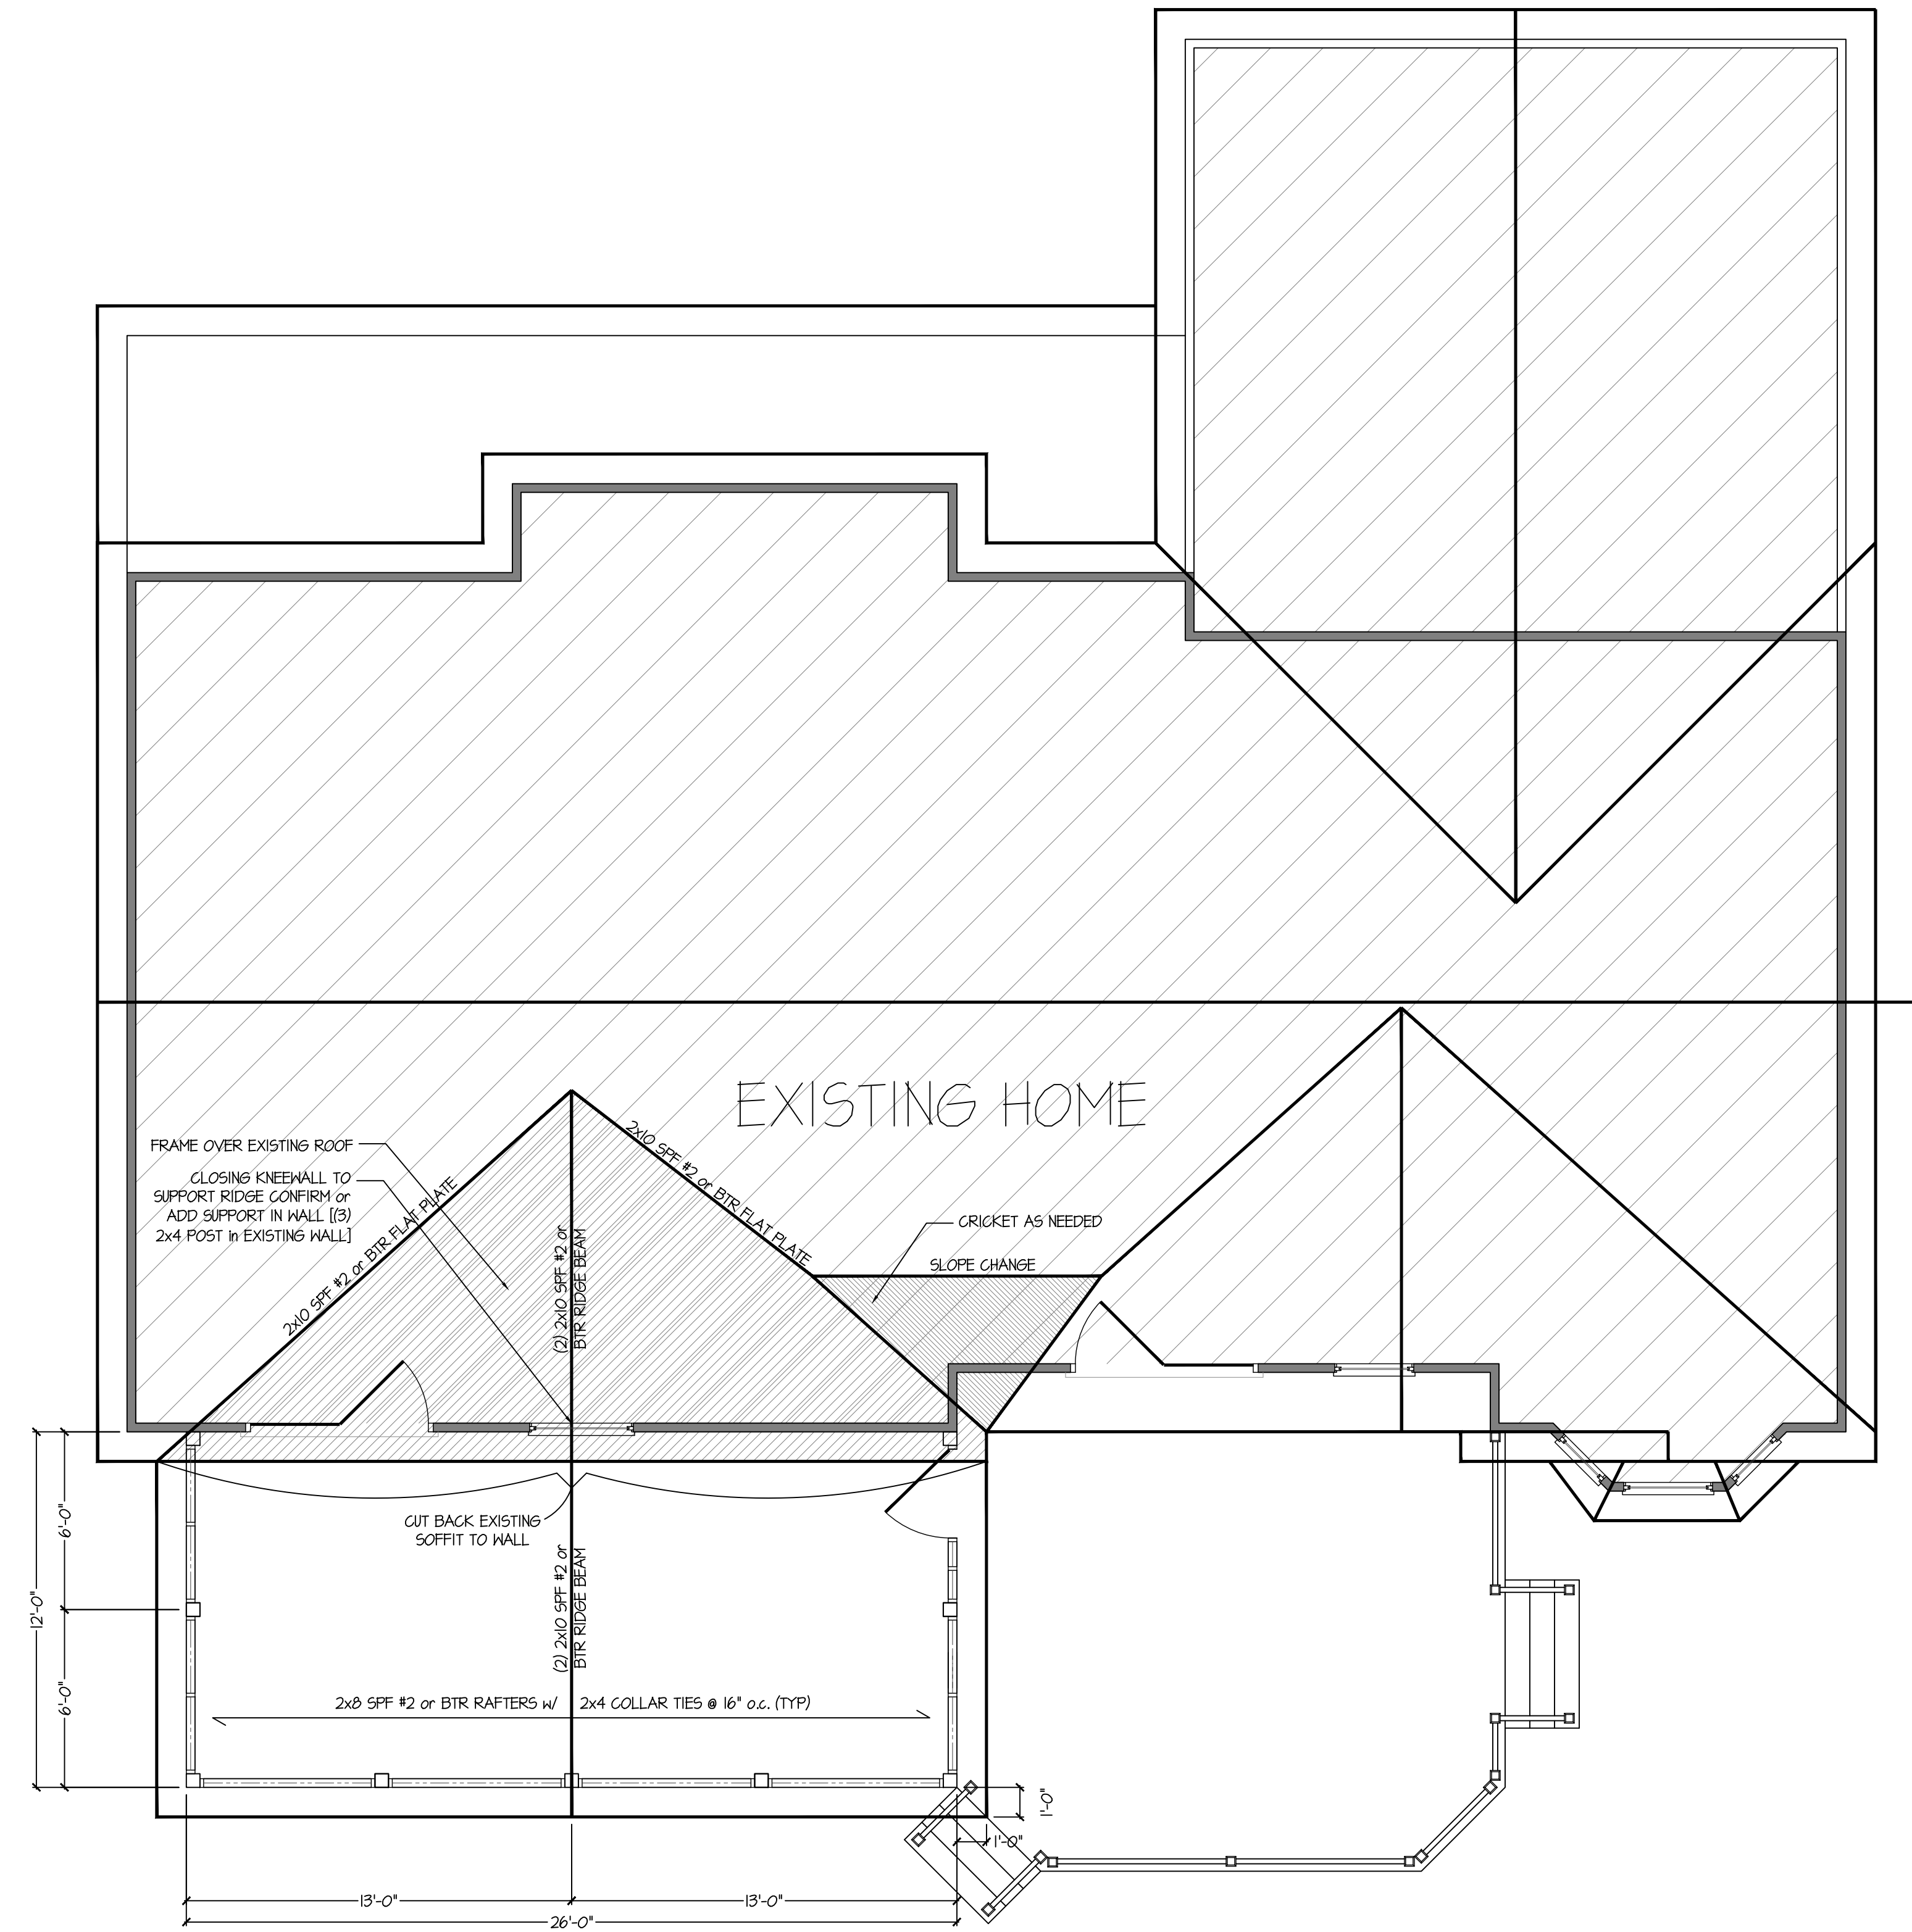 EXISTING HOME
FRAME OVER EXISTING ROOF
CLOSING KNEEWALL TO
SUPPORT RIDGE CONFIRM or
ADD SUPPORT IN WALL [(3)
2x4 POST in EXISTING WALL]
2x10 SPF #2 or BTR FLAT PLATE
2x10 SPF #2 or BTR FLAT PLATE
(2) 2x10 SPF #2 or
BTR RIDGE BEAM
CRICKET AS NEEDED
SLOPE CHANGE
CUT BACK EXISTING
SOFFIT TO WALL
(2) 2x10 SPF #2 or
BTR RIDGE BEAM
2x8 SPF #2 or BTR RAFTERS w/ 2x4 COLLAR TIES @ 16" o.c. (TYP)
12'-0"
6'-0"
6'-0"
1'-0"
1'-0"
13'-0"
13'-0"
26'-0"